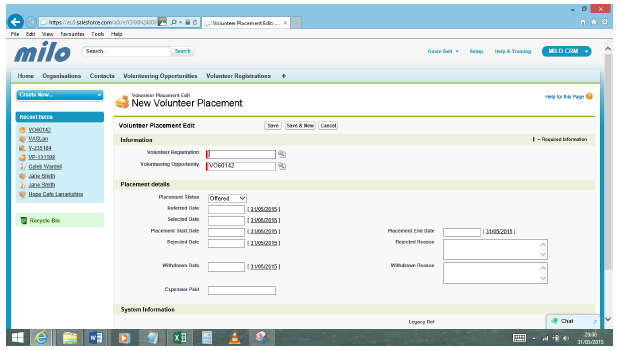 https://eu5.salesforce.com
Volunteer Placement Edit: ...
File Edit View Favourites Tools Help
milo
Search...
Search
Gavin Bell
Setup
Help & Training
MILO CRM
Home Organisations Contacts Volunteering Opportunities Volunteer Registrations +
Create New...
Volunteer Placement Edit
New Volunteer Placement
Help for this Page
Recent Items
VO60142
VASLan
V-235184
VP-131198
Caleb Wardell
Jane Smith
Jane Smith
Hope Cafe Lanarkshire
Recycle Bin
Volunteer Placement Edit
Save
Save & New
Cancel
Information
= Required Information
Volunteer Registration
Volunteering Opportunity
VO60142
Placement details
Placement Status
Offered
Referred Date
[ 31/05/2015 ]
Selected Date
[ 31/05/2015 ]
Placement Start Date
[ 31/05/2015 ]
Placement End Date
[ 31/05/2015 ]
Rejected Date
[ 31/05/2015 ]
Rejected Reason
Withdrawn Date
[ 31/05/2015 ]
Withdrawn Reason
Expenses Paid
System Information
Legacy Ref
Chat
20:08
31/05/2015